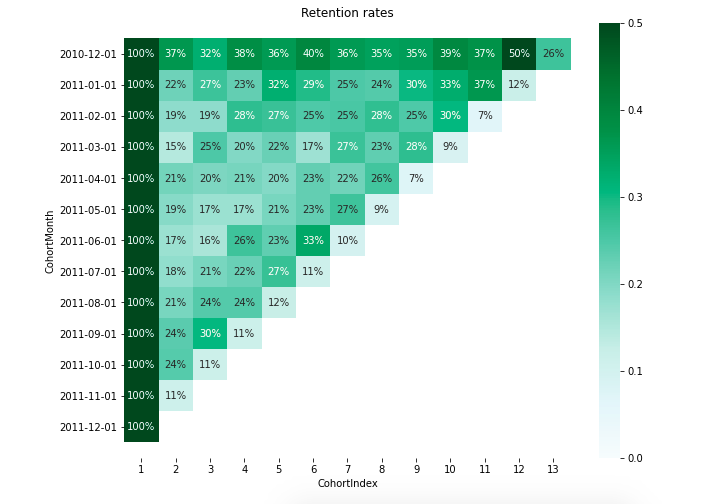 Retention rates
2010-12-01 100% 37% 32% 38% 36% 40% 36% 35% 35% 39% 37% 50% 26%
2011-01-01 100% 22% 27% 23% 32% 29% 25% 24% 30% 33% 37% 12%
2011-02-01 100% 19% 19% 28% 27% 25% 25% 28% 25% 30% 7%
2011-03-01 100% 15% 25% 20% 22% 17% 27% 23% 28% 9%
2011-04-01 100% 21% 20% 21% 20% 23% 22% 26% 7%
2011-05-01 100% 19% 17% 17% 21% 23% 27% 9%
2011-06-01 100% 17% 16% 26% 23% 33% 10%
2011-07-01 100% 18% 21% 22% 27% 11%
2011-08-01 100% 21% 24% 24% 12%
2011-09-01 100% 24% 30% 11%
2011-10-01 100% 24% 11%
2011-11-01 100% 11%
2011-12-01 100%
1 2 3 4 5 6 7 8 9 10 11 12 13
CohortIndex
CohortMonth
0.5
0.4
0.3
0.2
0.1
0.0